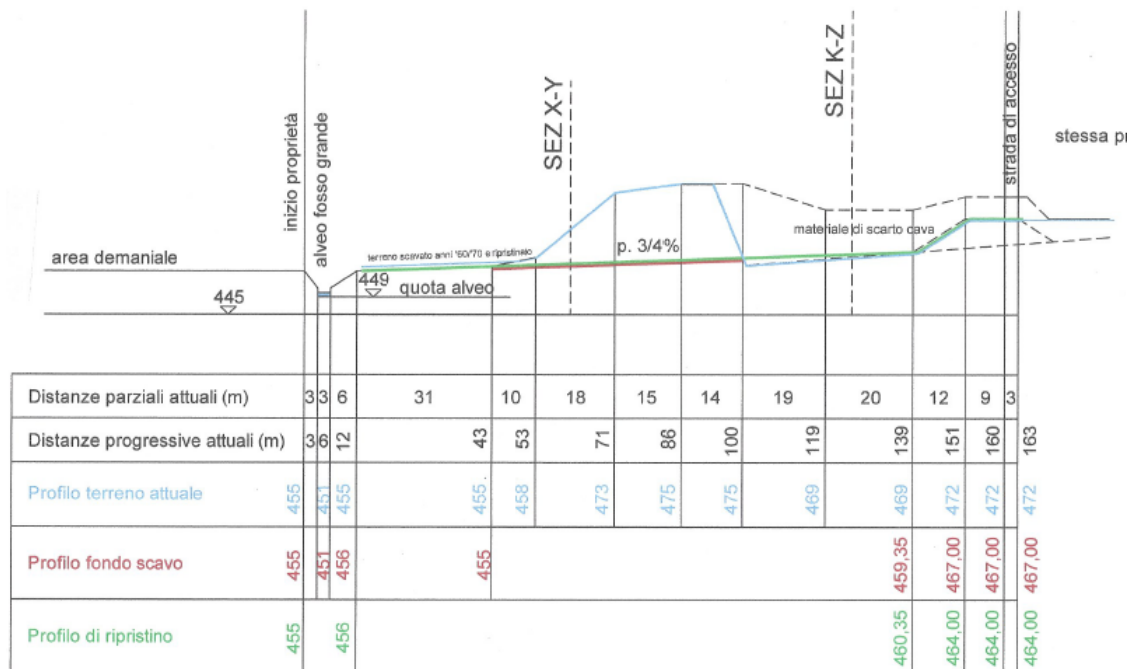 inizio proprietà
alveo fosso grande
SEZ X-Y
SEZ K-Z
strada di accesso
stessa pr
area demaniale
terreno scavato anni '60/'70 e ripristinato
p. 3/4%
materiale di scarto cava
445
449
quota alveo
Distanze parziali attuali (m) 3 3 6 31 10 18 15 14 19 20 12 9 3
Distanze progressive attuali (m) 3 6 12 43 53 71 86 100 119 139 151 160 163
Profilo terreno attuale 455 451 455 455 458 473 475 475 469 469 472 472 472
Profilo fondo scavo 455 451 456 455 459,35 467,00 467,00 467,00
Profilo di ripristino 455 456 460,35 464,00 464,00 464,00